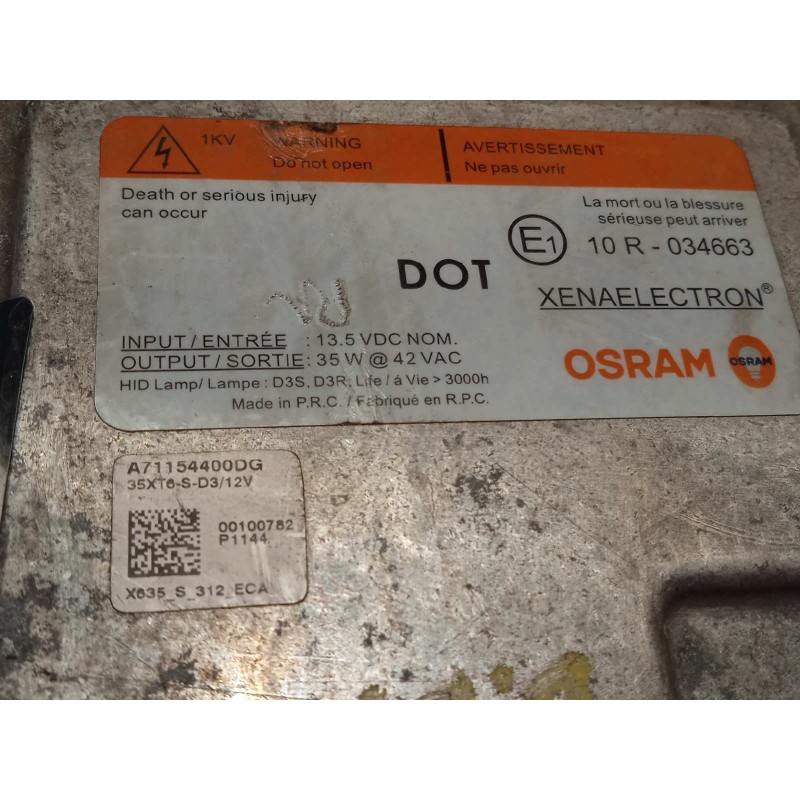 1KV WARNING
Do not open
AVERTISSEMENT
Ne pas ouvrir
Death or serious injury
can occur
La mort ou la blessure
sérieuse peut arriver
E1 10 R - 034663
DOT
XENAELECTRON®
INPUT / ENTRÉE : 13.5 VDC NOM.
OUTPUT / SORTIE : 35 W @ 42 VAC
HID Lamp/ Lampe : D3S, D3R, Life / á Vie > 3000h
Made in P.R.C. / Fabriqué en R.P.C.
OSRAM OSRAM
A71154400DG
35XT6-S-D3/12V
00100782
P1144
X635_S_312_ECA